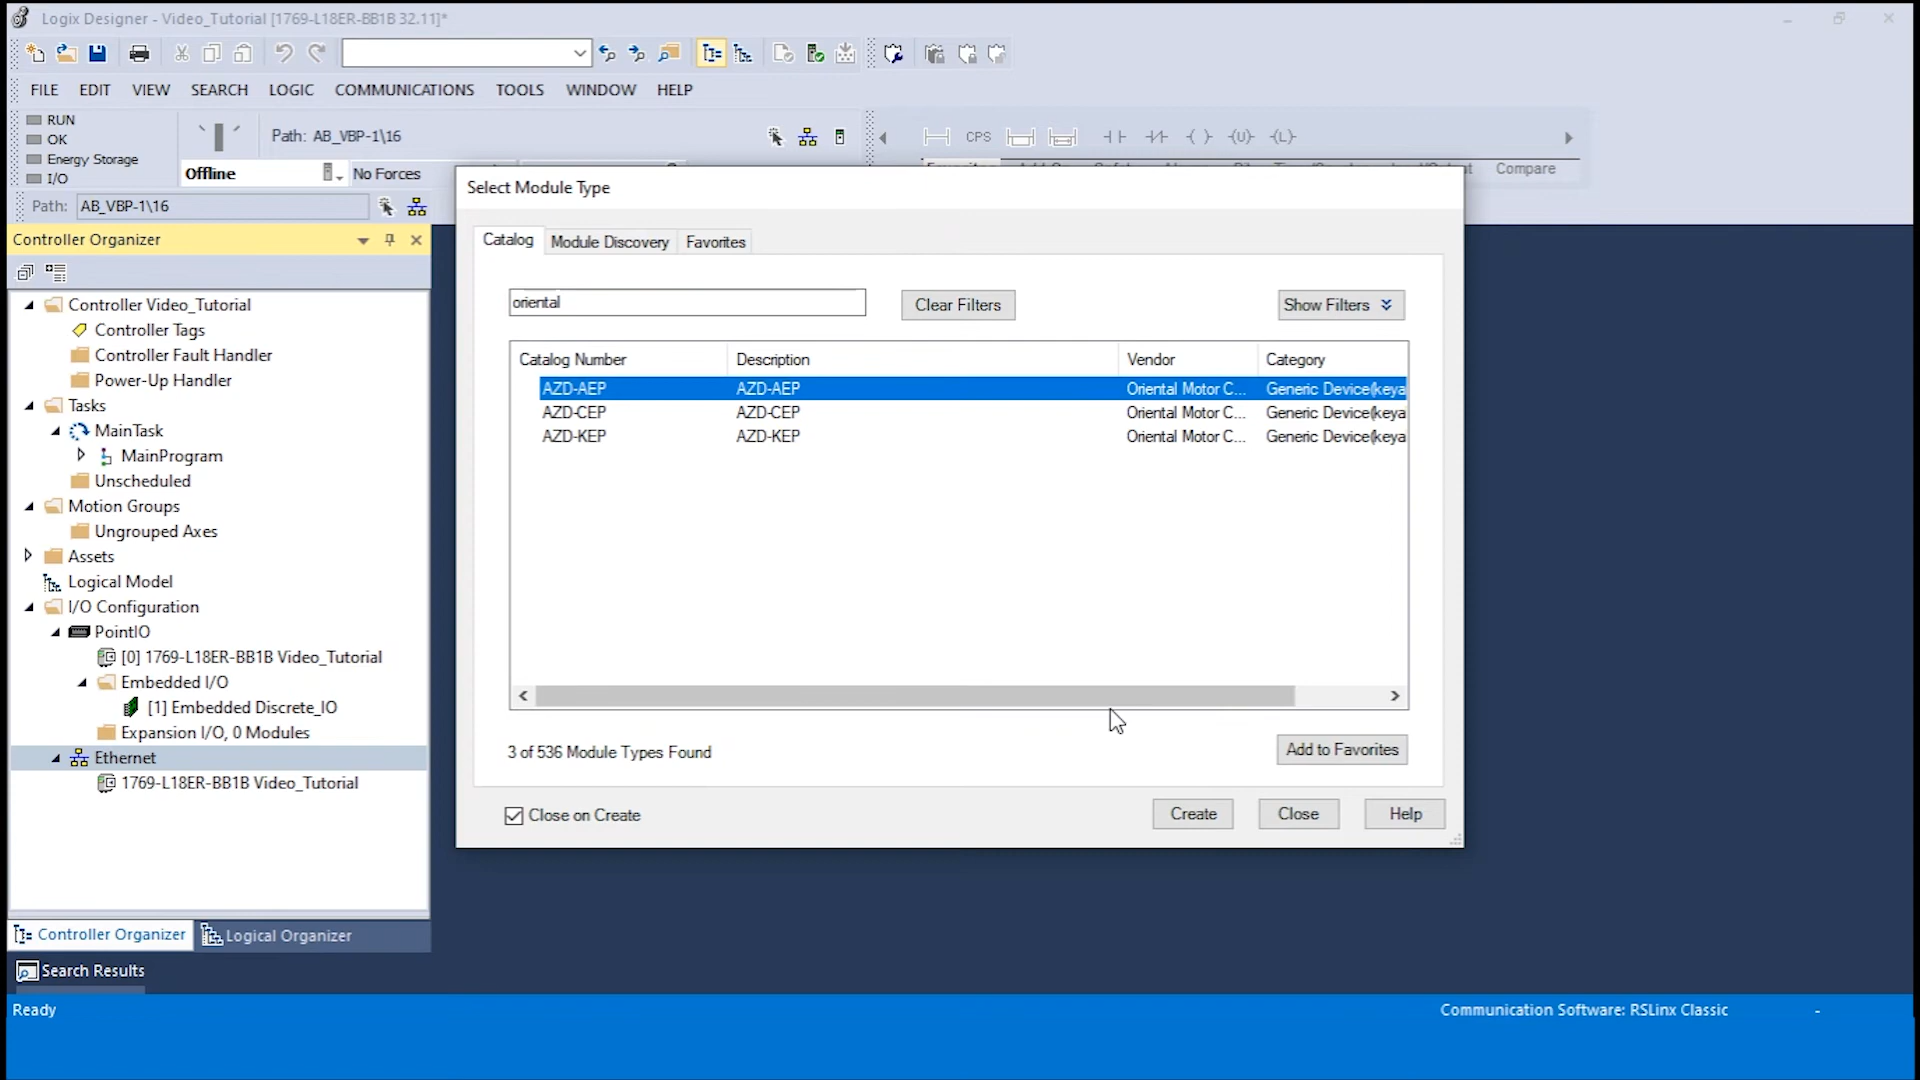 Logix Designer - Video_Tutorial [1769-L18ER-BB1B 32.11]*
FILE EDIT VIEW SEARCH LOGIC COMMUNICATIONS TOOLS WINDOW HELP
RUN
OK
Energy Storage
I/O
Path: AB_VBP-1\16
Offline
No Forces
CPS
Compare
Path: AB_VBP-1\16
Controller Organizer
Controller Video_Tutorial
Controller Tags
Controller Fault Handler
Power-Up Handler
Tasks
MainTask
MainProgram
Unscheduled
Motion Groups
Ungrouped Axes
Assets
Logical Model
I/O Configuration
PointIO
[0] 1769-L18ER-BB1B Video_Tutorial
Embedded I/O
[1] Embedded Discrete_IO
Expansion I/O, 0 Modules
Ethernet
1769-L18ER-BB1B Video_Tutorial
Controller Organizer
Logical Organizer
Search Results
Ready
Communication Software: RSLinx Classic
Select Module Type
Catalog Module Discovery Favorites
oriental
Clear Filters
Show Filters
Catalog Number Description Vendor Category
AZD-AEP AZD-AEP Oriental Motor C... Generic Device(keya
AZD-CEP AZD-CEP Oriental Motor C... Generic Device(keya
AZD-KEP AZD-KEP Oriental Motor C... Generic Device(keya
3 of 536 Module Types Found
Add to Favorites
Close on Create
Create
Close
Help